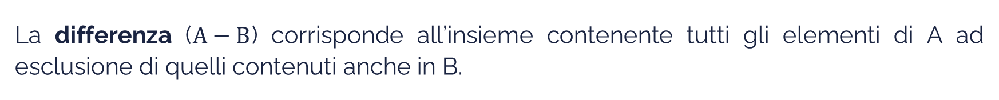 La differenza (A − B) corrisponde all’insieme contenente tutti gli elementi di A ad
esclusione di quelli contenuti anche in B.